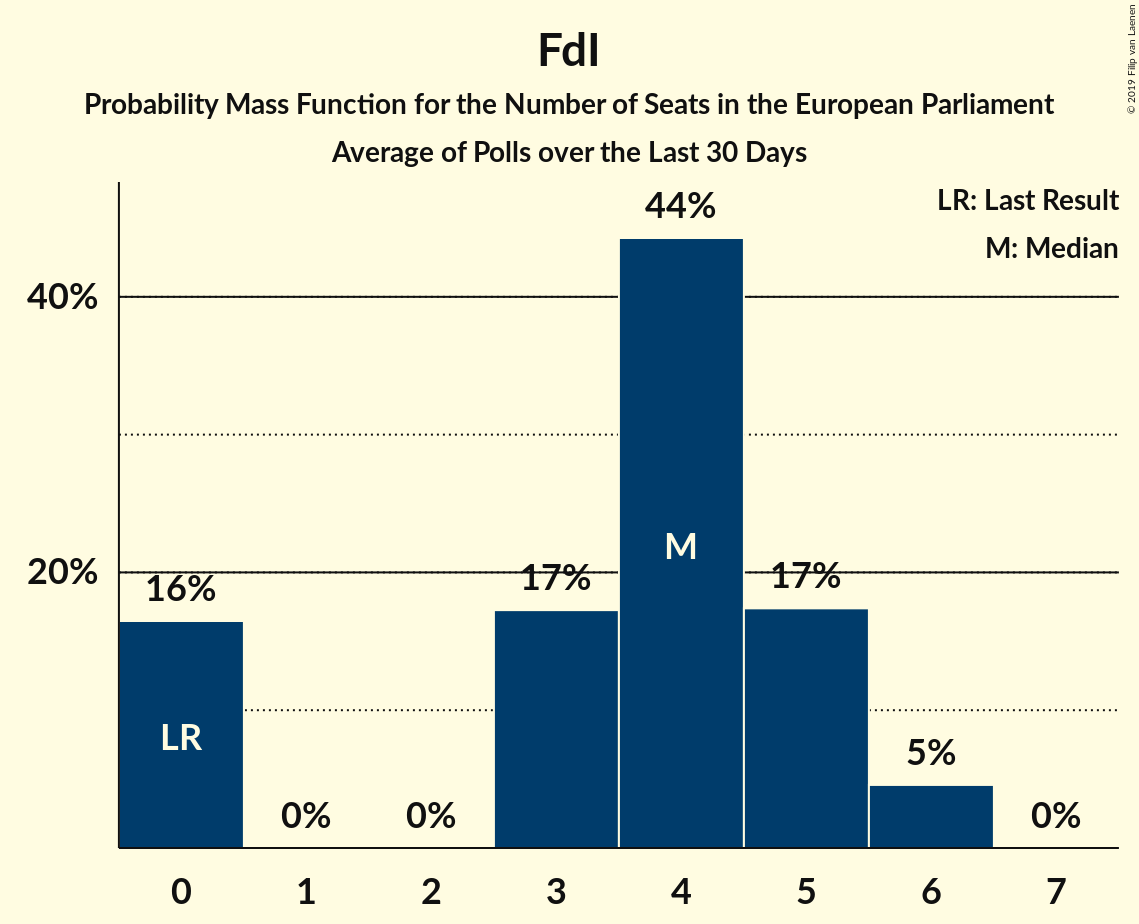 FdI
Probability Mass Function for the Number of Seats in the European Parliament
Average of Polls over the Last 30 Days
© 2019 Filip van Laenen
LR: Last Result
M: Median
44%
40%
M
20%
16%
17%
17%
LR
5%
0%
0%
0%
0 1 2 3 4 5 6 7